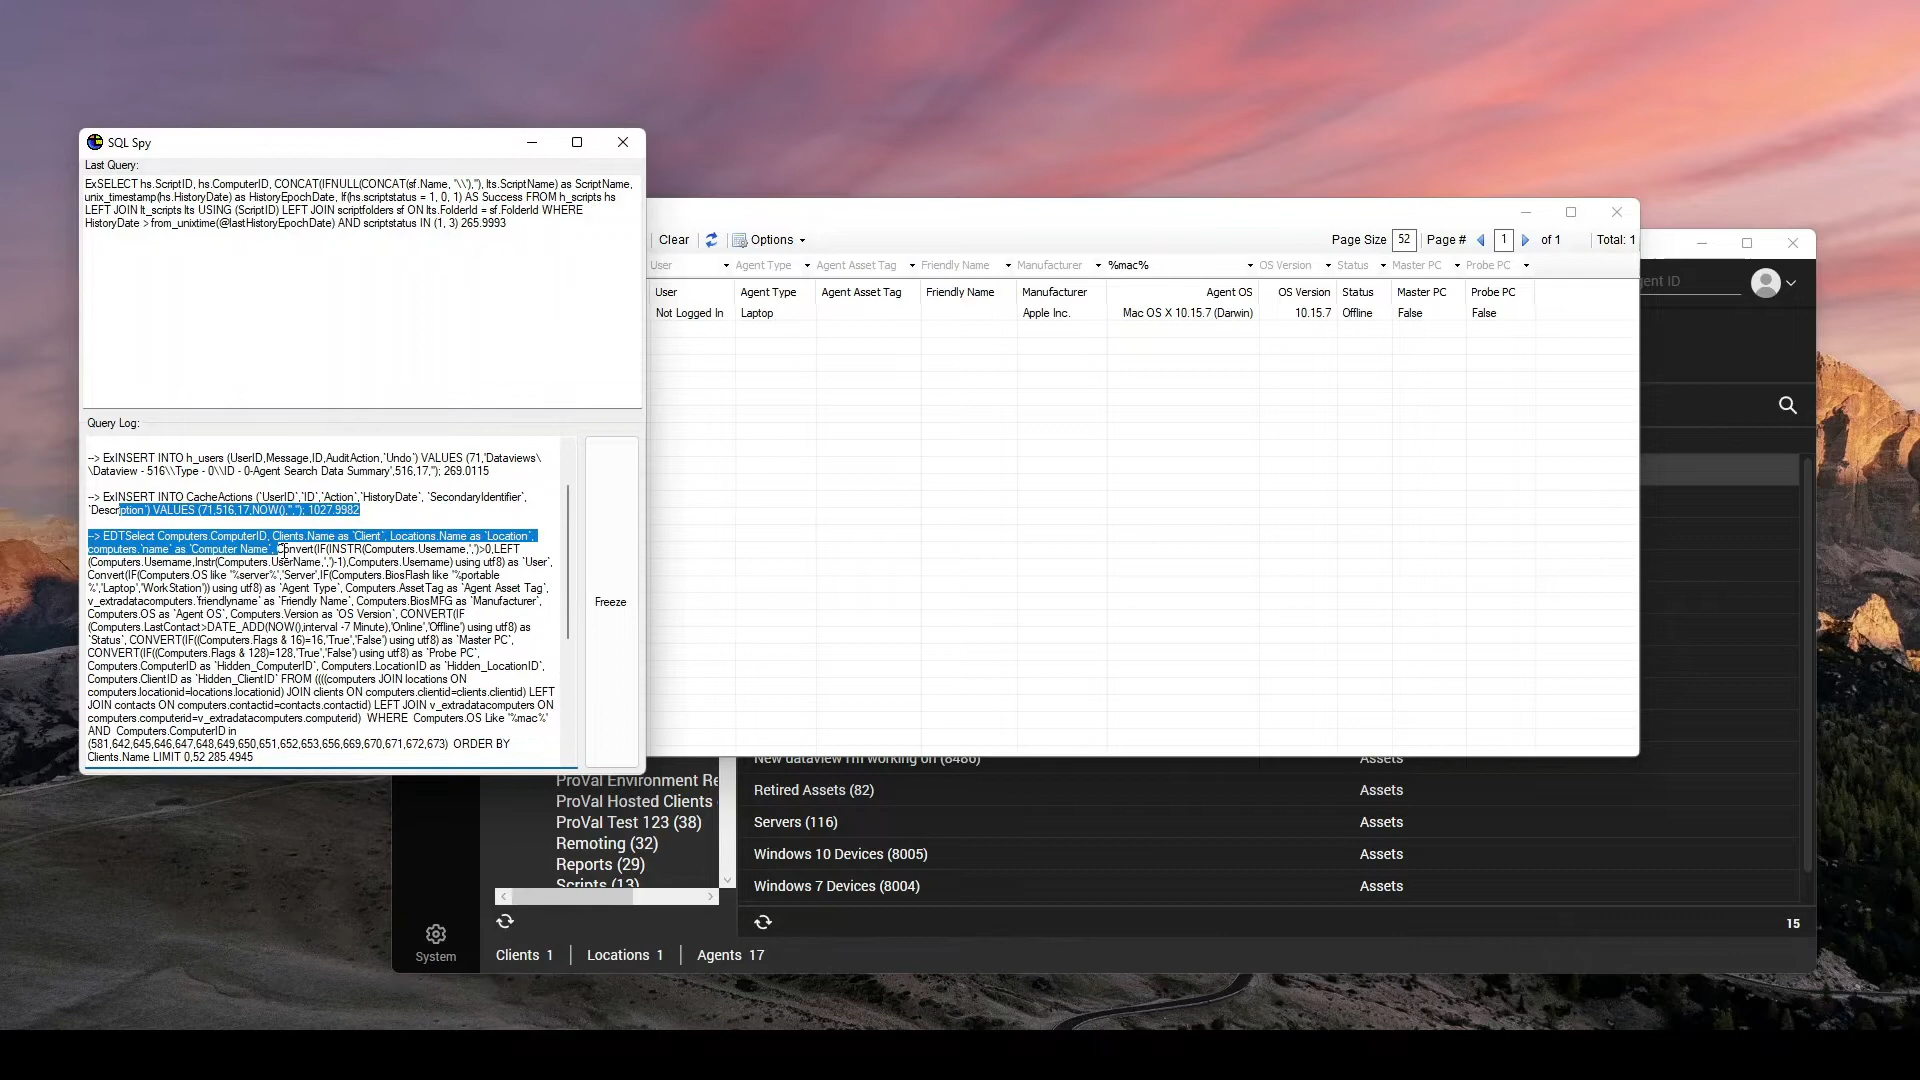 SQL Spy
Last Query:
ExSELECT hs.ScriptID, hs.ComputerID, CONCAT(IFNULL(CONCAT(sf.Name, "\\"),''), lts.ScriptName) as ScriptName,
unix_timestamp(hs.HistoryDate) as HistoryEpochDate, If(hs.scriptstatus = 1, 0, 1) AS Success FROM h_scripts hs
LEFT JOIN lt_scripts lts USING (ScriptID) LEFT JOIN scriptfolders sf ON lts.FolderId = sf.FolderId WHERE
HistoryDate > from_unixtime(@lastHistoryEpochDate) AND scriptstatus IN (1, 3) 265.9993
Query Log:
--> ExINSERT INTO h_users (UserID,Message,ID,AuditAction,`Undo`) VALUES (71,'Dataviews\
\Dataview - 516\\Type - 0\\ID - 0-Agent Search Data Summary',516,17,''); 269.0115
--> ExINSERT INTO CacheActions (`UserID`,`ID`,`Action`,`HistoryDate`, `SecondaryIdentifier`,
`Description`) VALUES (71,516,17,NOW(),'',''); 1027.9982
--> EDTSelect Computers.ComputerID, Clients.Name as `Client`, Locations.Name as `Location`,
computers.`name` as `Computer Name`, Convert(IF(INSTR(Computers.Username,',')>0,LEFT
(Computers.Username,Instr(Computers.UserName,',')-1),Computers.Username) using utf8) as `User`,
Convert(IF(Computers.OS like '%server%','Server',IF(Computers.BiosFlash like '%portable
%','Laptop','WorkStation')) using utf8) as `Agent Type`, Computers.AssetTag as `Agent Asset Tag`,
v_extradatacomputers.`friendlyname` as `Friendly Name`, Computers.BiosMFG as `Manufacturer`,
Computers.OS as `Agent OS`, Computers.Version as `OS Version`, CONVERT(IF
(Computers.LastContact>DATE_ADD(NOW(),interval -7 Minute),'Online','Offline') using utf8) as
`Status`, CONVERT(IF((Computers.Flags & 16)=16,'True','False') using utf8) as `Master PC`,
CONVERT(IF((Computers.Flags & 128)=128,'True','False') using utf8) as `Probe PC`,
Computers.ComputerID as `Hidden_ComputerID`, Computers.LocationID as `Hidden_LocationID`,
Computers.ClientID as `Hidden_ClientID` FROM ((((computers JOIN locations ON
computers.locationid=locations.locationid) JOIN clients ON computers.clientid=clients.clientid) LEFT
JOIN contacts ON computers.contactid=contacts.contactid) LEFT JOIN v_extradatacomputers ON
computers.computerid=v_extradatacomputers.computerid) WHERE Computers.OS Like '%mac%'
AND Computers.ComputerID in
(581,642,645,646,647,648,649,650,651,652,653,656,669,670,671,672,673) ORDER BY
Clients.Name LIMIT 0,52 285.4945
Freeze
Clear Options Page Size 52 Page # 1 of 1 Total: 1
User Agent Type Agent Asset Tag Friendly Name Manufacturer %mac% OS Version Status Master PC Probe PC
User Agent Type Agent Asset Tag Friendly Name Manufacturer Agent OS OS Version Status Master PC Probe PC
Not Logged In Laptop Apple Inc. Mac OS X 10.15.7 (Darwin) 10.15.7 Offline False False
ID
New dataview I'm working on (8486) Assets
Retired Assets (82) Assets
Servers (116) Assets
Windows 10 Devices (8005) Assets
Windows 7 Devices (8004) Assets
ProVal Environment Re
ProVal Hosted Clients
ProVal Test 123 (38)
Remoting (32)
Reports (29)
Scripts (13)
15
System
Clients 1 Locations 1 Agents 17